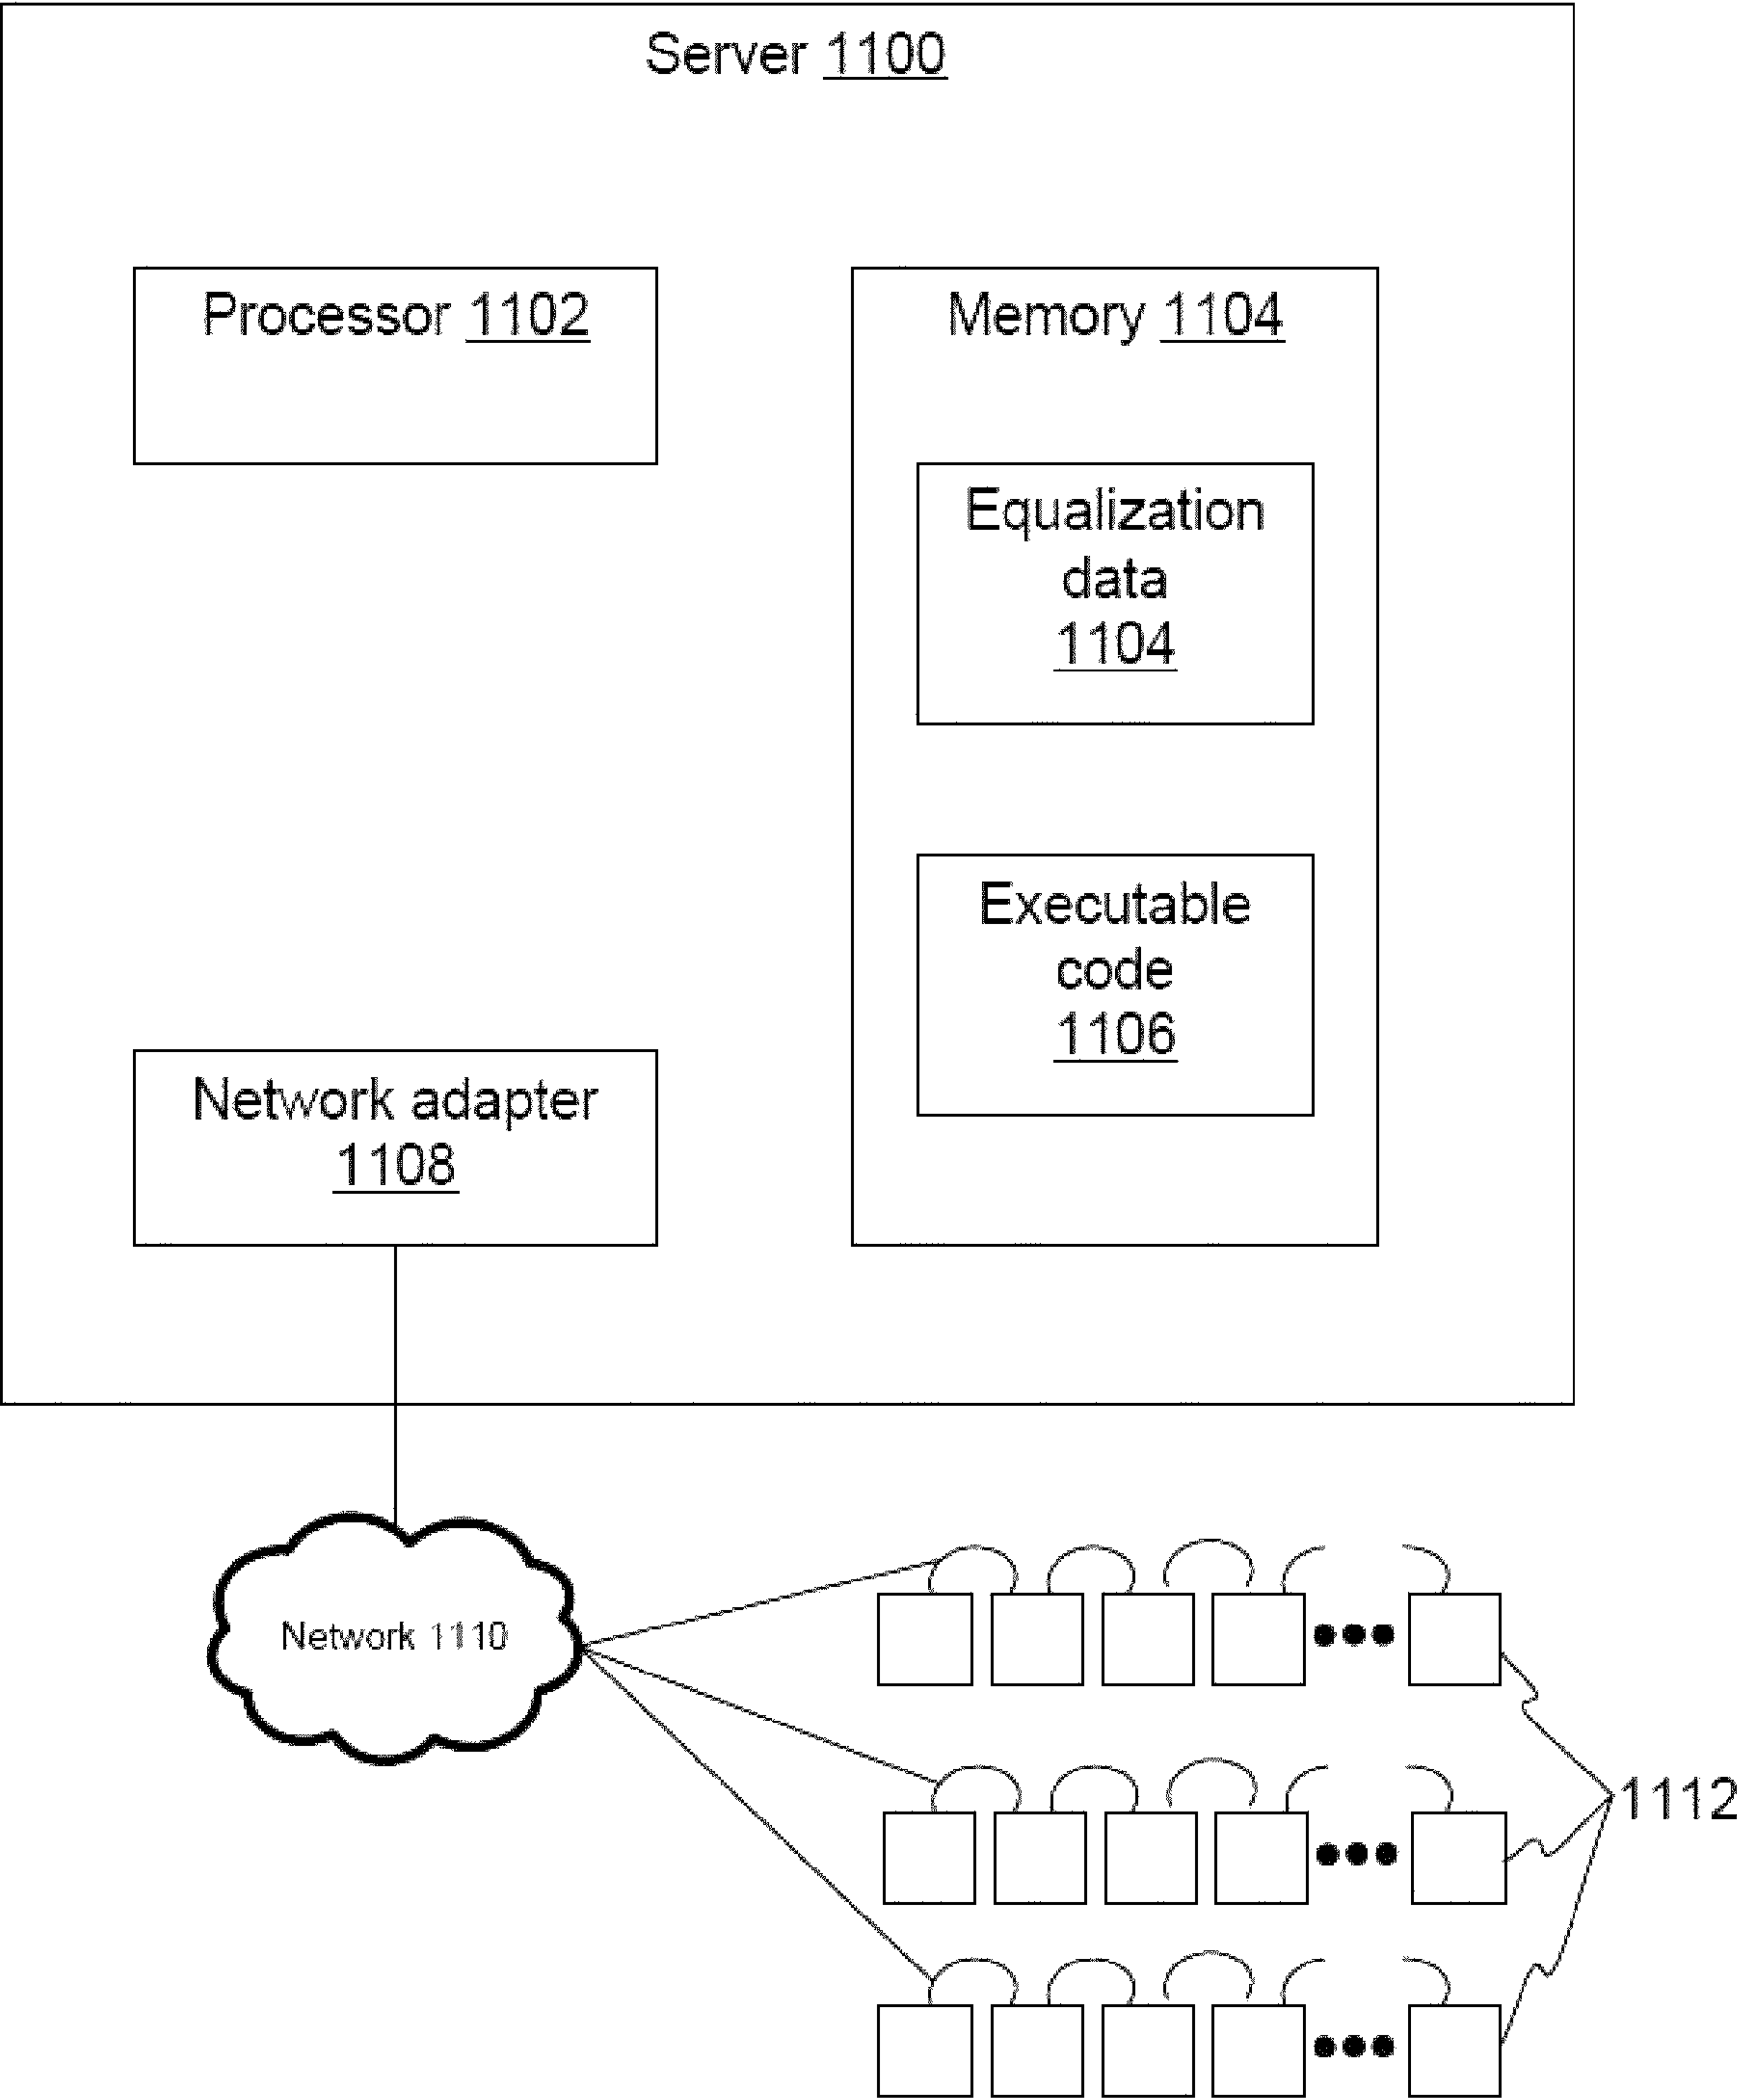 Server 1100
Processor 1102
Memory 1104
Equalization
data
1104
Executable
code
1106
Network adapter
1108
Network 1110
1112